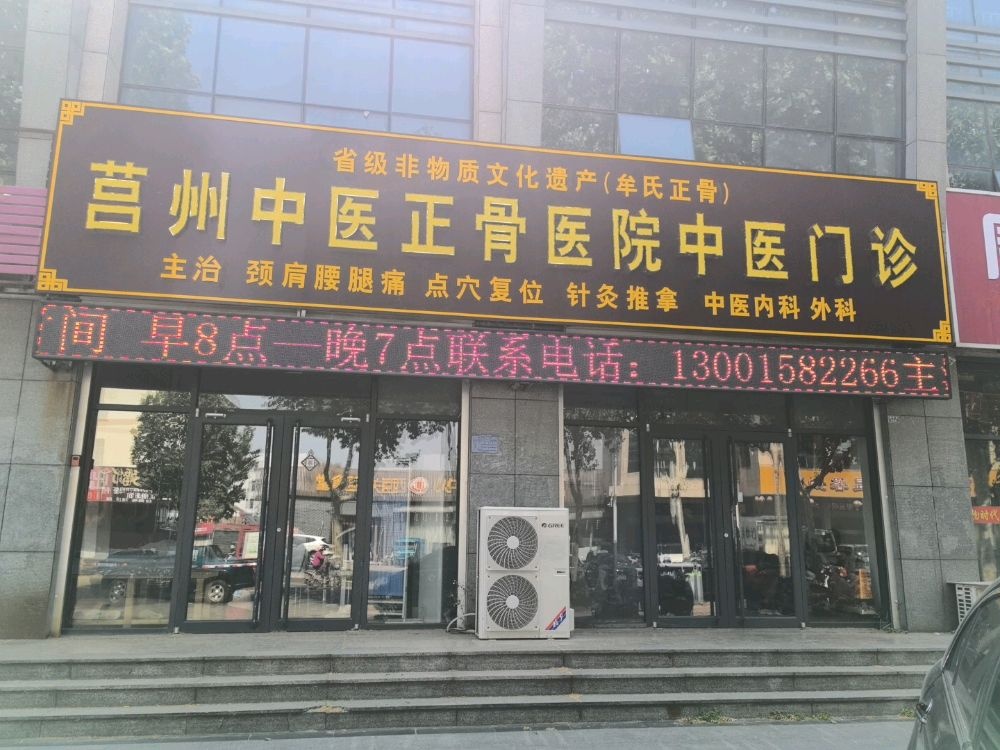 省级非物质文化遗产(牟氏正骨)
莒州中医正骨医院中医门诊
主治 颈肩腰腿痛 点穴复位 针灸推拿 中医内科 外科
间 早8点—晚7点联系电话：13001582266主
GREE